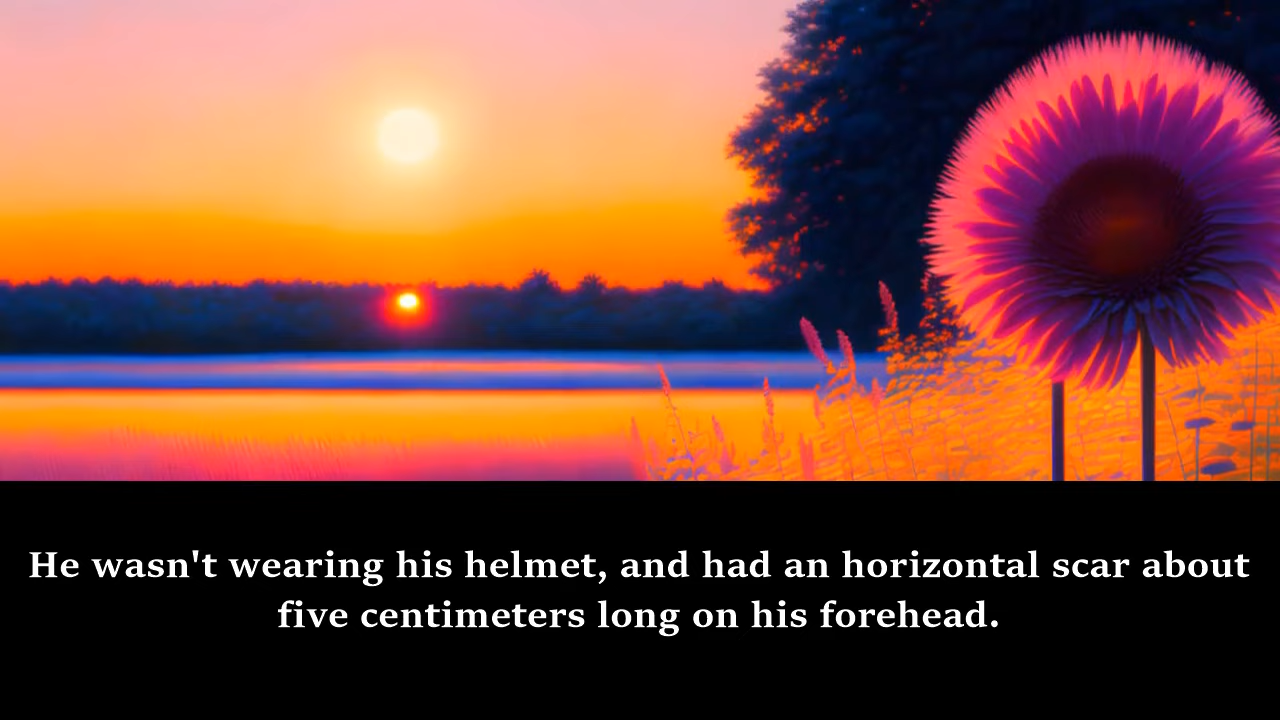 He wasn't wearing his helmet, and had an horizontal scar about
five centimeters long on his forehead.